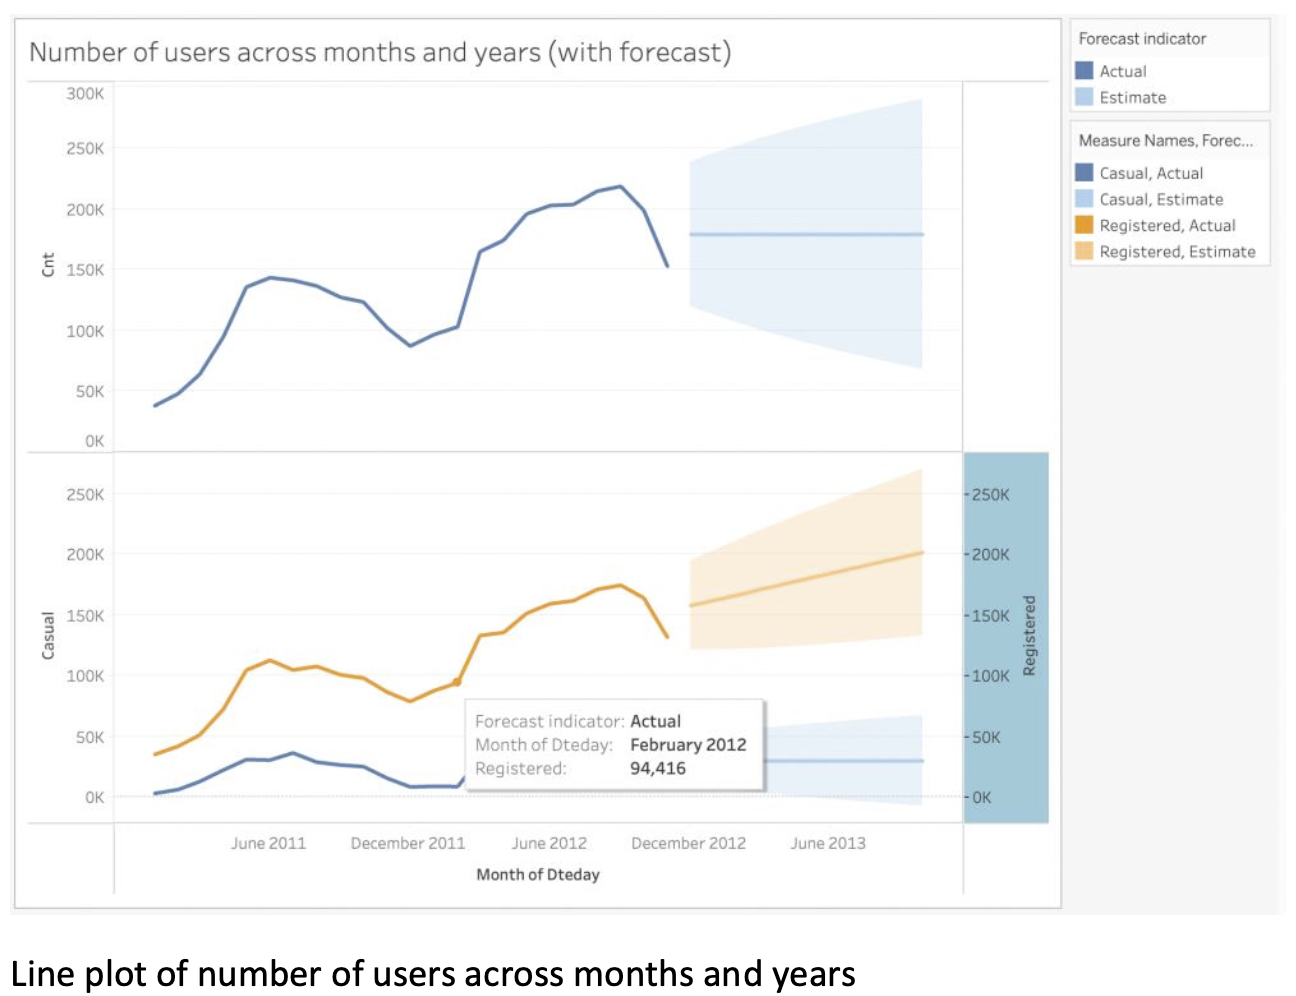 Number of users across months and years (with forecast)
300K
250K
200K
150K
100K
50K
0K
Cnt
250K
200K
150K
100K
50K
0K
Casual
250K
200K
150K
100K
50K
0K
Registered
Forecast indicator: Actual
Month of Dteday: February 2012
Registered: 94,416
June 2011 December 2011 June 2012 December 2012 June 2013
Month of Dteday
Forecast indicator
Actual
Estimate
Measure Names, Forec...
Casual, Actual
Casual, Estimate
Registered, Actual
Registered, Estimate
Line plot of number of users across months and years